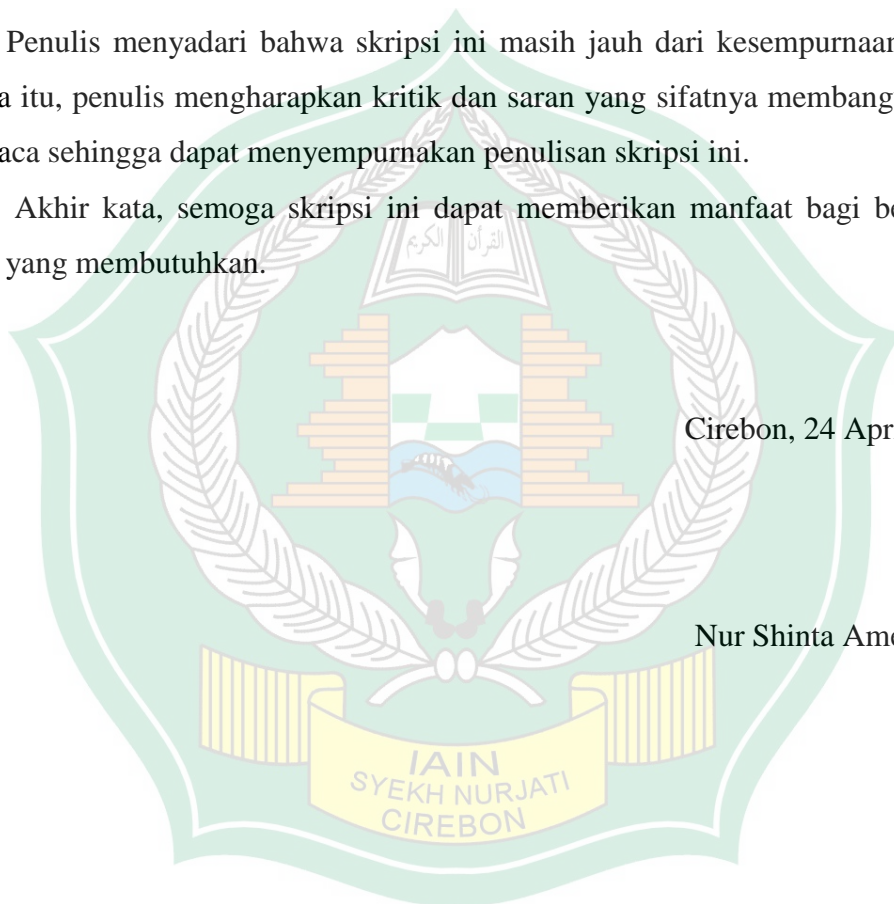 Penulis menyadari bahwa skripsi ini masih jauh dari kesempurnaan
a itu, penulis mengharapkan kritik dan saran yang sifatnya membang
aca sehingga dapat menyempurnakan penulisan skripsi ini.
Akhir kata, semoga skripsi ini dapat memberikan manfaat bagi be
yang membutuhkan.
القرأن الكريم
Cirebon, 24 Apr
Nur Shinta Ame
IAIN
SYEKH NURJATI
CIREBON